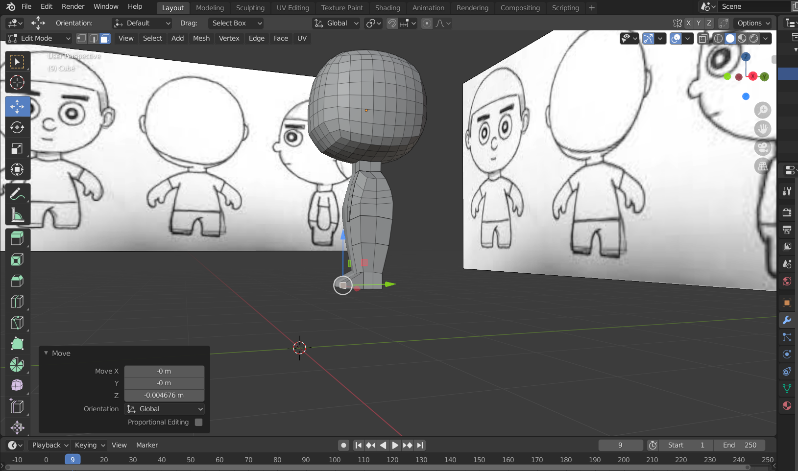 File Edit Render Window Help Layout Modeling Sculpting UV Editing Texture Paint Shading Animation Rendering Compositing Scripting + Scene
Orientation: Default Drag: Select Box Global X Y Z Options
Edit Mode View Select Add Mesh Vertex Edge Face UV
User Perspective
(9) Cube
Y
Move
Move X -0 m
Y -0 m
Z -0.004676 m
Orientation Global
Proportional Editing
Playback Keying View Marker 9 Start 1 End 250
-10 0 9 20 30 40 50 60 70 80 90 100 110 120 130 140 150 160 170 180 190 200 210 220 230 240 250